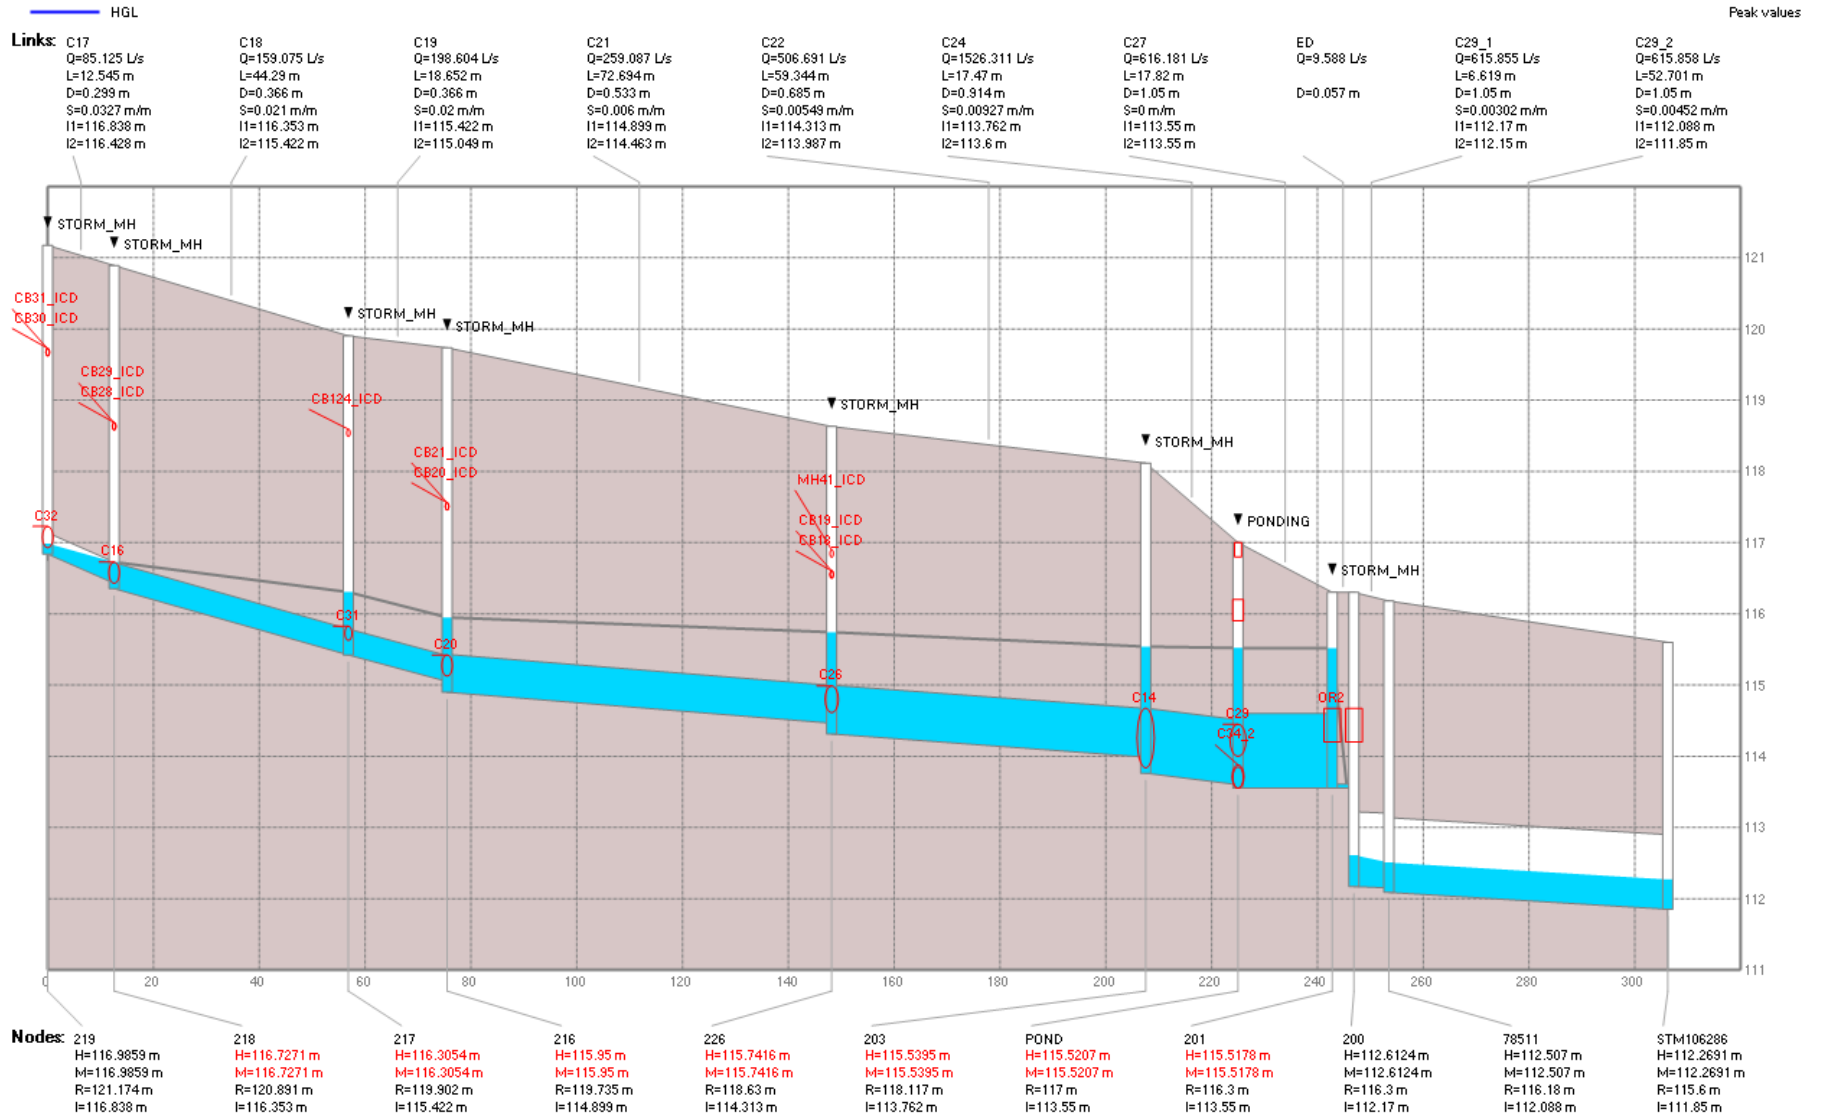 HGL
Peak values
Links:
C17
Q=85.125 L/s
L=12.545 m
D=0.299 m
S=0.0327 m/m
I1=116.838 m
I2=116.428 m
C18
Q=159.075 L/s
L=44.29 m
D=0.366 m
S=0.021 m/m
I1=116.353 m
I2=115.422 m
C19
Q=198.604 L/s
L=18.652 m
D=0.366 m
S=0.02 m/m
I1=115.422 m
I2=115.049 m
C21
Q=259.087 L/s
L=72.694 m
D=0.533 m
S=0.006 m/m
I1=114.899 m
I2=114.463 m
C22
Q=506.691 L/s
L=59.344 m
D=0.685 m
S=0.00549 m/m
I1=114.313 m
I2=113.987 m
C24
Q=1526.311 L/s
L=17.47 m
D=0.914 m
S=0.00927 m/m
I1=113.762 m
I2=113.6 m
C27
Q=616.181 L/s
L=17.82 m
D=1.05 m
S=0 m/m
I1=113.55 m
I2=113.55 m
ED
Q=9.588 L/s
D=0.057 m
C29_1
Q=615.855 L/s
L=6.619 m
D=1.05 m
S=0.00302 m/m
I1=112.17 m
I2=112.15 m
C29_2
Q=615.858 L/s
L=52.701 m
D=1.05 m
S=0.00452 m/m
I1=112.088 m
I2=111.85 m
STORM_MH
STORM_MH
STORM_MH
STORM_MH
STORM_MH
STORM_MH
PONDING
STORM_MH
CB31_ICD
CB30_ICD
CB29_ICD
CB28_ICD
CB124_ICD
CB21_ICD
CB20_ICD
MH41_ICD
CB19_ICD
CB18_ICD
C32
C16
C31
C20
C26
C14
C29
C34_2
OR2
121
120
119
118
117
116
115
114
113
112
111
0 20 40 60 80 100 120 140 160 180 200 220 240 260 280 300
Nodes:
219
H=116.9859 m
M=116.9859 m
R=121.174 m
I=116.838 m
218
H=116.7271 m
M=116.7271 m
R=120.891 m
I=116.353 m
217
H=116.3054 m
M=116.3054 m
R=119.902 m
I=115.422 m
216
H=115.95 m
M=115.95 m
R=119.735 m
I=114.899 m
226
H=115.7416 m
M=115.7416 m
R=118.63 m
I=114.313 m
203
H=115.5395 m
M=115.5395 m
R=118.117 m
I=113.762 m
POND
H=115.5207 m
M=115.5207 m
R=117 m
I=113.55 m
201
H=115.5178 m
M=115.5178 m
R=116.3 m
I=113.55 m
200
H=112.6124 m
M=112.6124 m
R=116.3 m
I=112.17 m
78511
H=112.507 m
M=112.507 m
R=116.18 m
I=112.088 m
STM106286
H=112.2691 m
M=112.2691 m
R=115.6 m
I=111.85 m